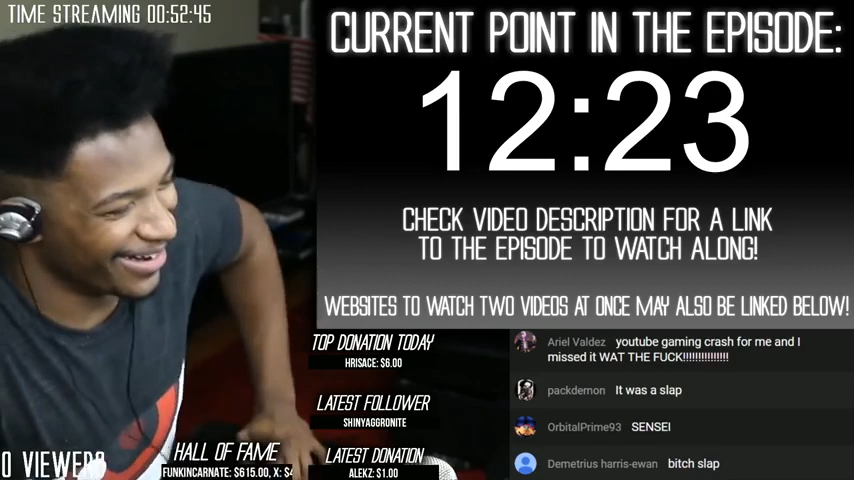 TIME STREAMING 00:52:45
CURRENT POINT IN THE EPISODE:
12:23
CHECK VIDEO DESCRIPTION FOR A LINK
TO THE EPISODE TO WATCH ALONG!
WEBSITES TO WATCH TWO VIDEOS AT ONCE MAY ALSO BE LINKED BELOW!
TOP DONATION TODAY
HRISACE: $6.00
LATEST FOLLOWER
SHINYAGGRONITE
LATEST DONATION
ALEKZ: $1.00
HALL OF FAME
FUNKINCARNATE: $615.00, X: $4
0 VIEWERS
Ariel Valdez youtube gaming crash for me and I
missed it WAT THE FUCK!!!!!!!!!!!!!!!
packdemon It was a slap
OrbitalPrime93 SENSEI
Demetrius harris-ewan bitch slap